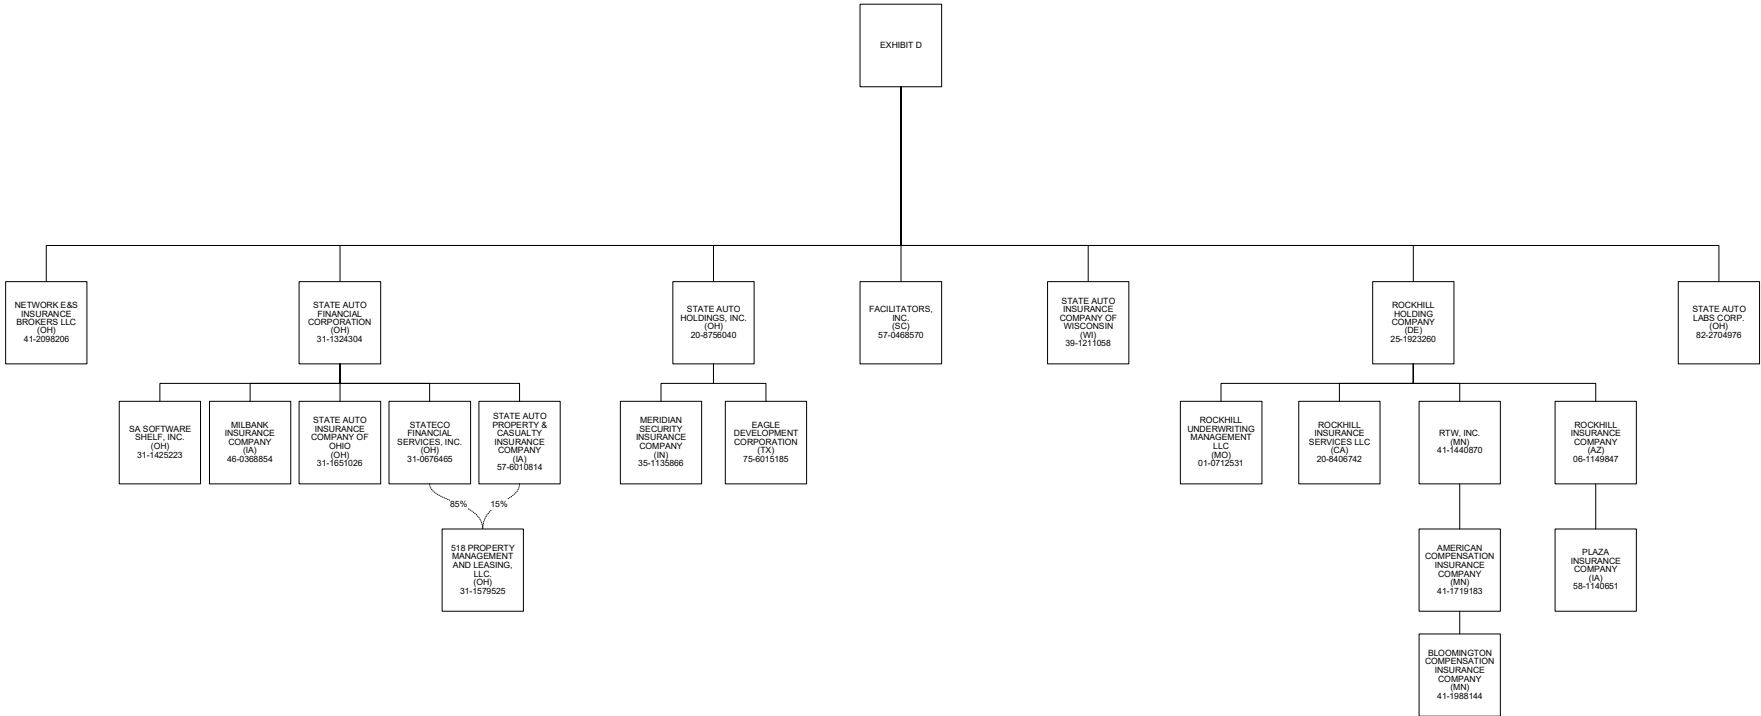 EXHIBIT D
NETWORK E&S
INSURANCE
BROKERS LLC
(OH)
41-2098206
STATE AUTO
FINANCIAL
CORPORATION
(OH)
31-1324304
STATE AUTO
HOLDINGS, INC.
(OH)
20-8756040
FACILITATORS,
INC.
(SC)
57-0468570
STATE AUTO
INSURANCE
COMPANY OF
WISCONSIN
(WI)
39-1211058
ROCKHILL
HOLDING
COMPANY
(DE)
25-1923260
STATE AUTO
LABS CORP.
(OH)
82-2704976
SA SOFTWARE
SHELF, INC.
(OH)
31-1425223
MILBANK
INSURANCE
COMPANY
(IA)
46-0368854
STATE AUTO
INSURANCE
COMPANY OF
OHIO
(OH)
31-1651026
STATECO
FINANCIAL
SERVICES, INC.
(OH)
31-0676465
STATE AUTO
PROPERTY &
CASUALTY
INSURANCE
COMPANY
(IA)
57-6010814
MERIDIAN
SECURITY
INSURANCE
COMPANY
(IN)
35-1135866
EAGLE
DEVELOPMENT
CORPORATION
(TX)
75-6015185
ROCKHILL
UNDERWRITING
MANAGEMENT
LLC
(MO)
01-0712531
ROCKHILL
INSURANCE
SERVICES LLC
(CA)
20-8406742
RTW, INC.
(MN)
41-1440870
ROCKHILL
INSURANCE
COMPANY
(AZ)
06-1149847
85%
15%
518 PROPERTY
MANAGEMENT
AND LEASING,
LLC.
(OH)
31-1579525
AMERICAN
COMPENSATION
INSURANCE
COMPANY
(MN)
41-1719183
PLAZA
INSURANCE
COMPANY
(IA)
58-1140651
BLOOMINGTON
COMPENSATION
INSURANCE
COMPANY
(MN)
41-1988144